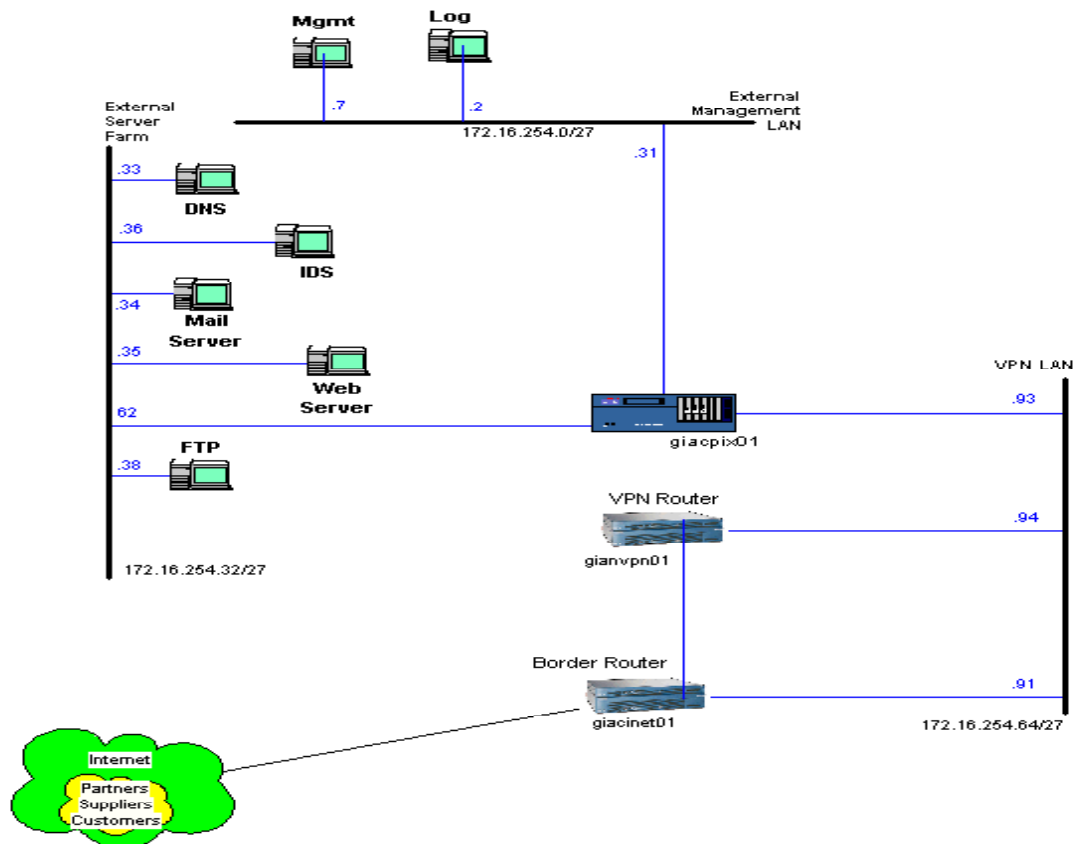 Mgmt
Log
.7
.2
External
Management
LAN
172.16.254.0/27
External
Server
Farm
.31
.33
DNS
.36
IDS
.34
Mail
Server
.35
Web
Server
VPN LAN
.93
62
giacpix01
FTP
.38
VPN Router
.94
gianvpn01
172.16.254.32/27
Border Router
.91
giacinet01
172.16.254.64/27
Internet
Partners
Suppliers
Customers